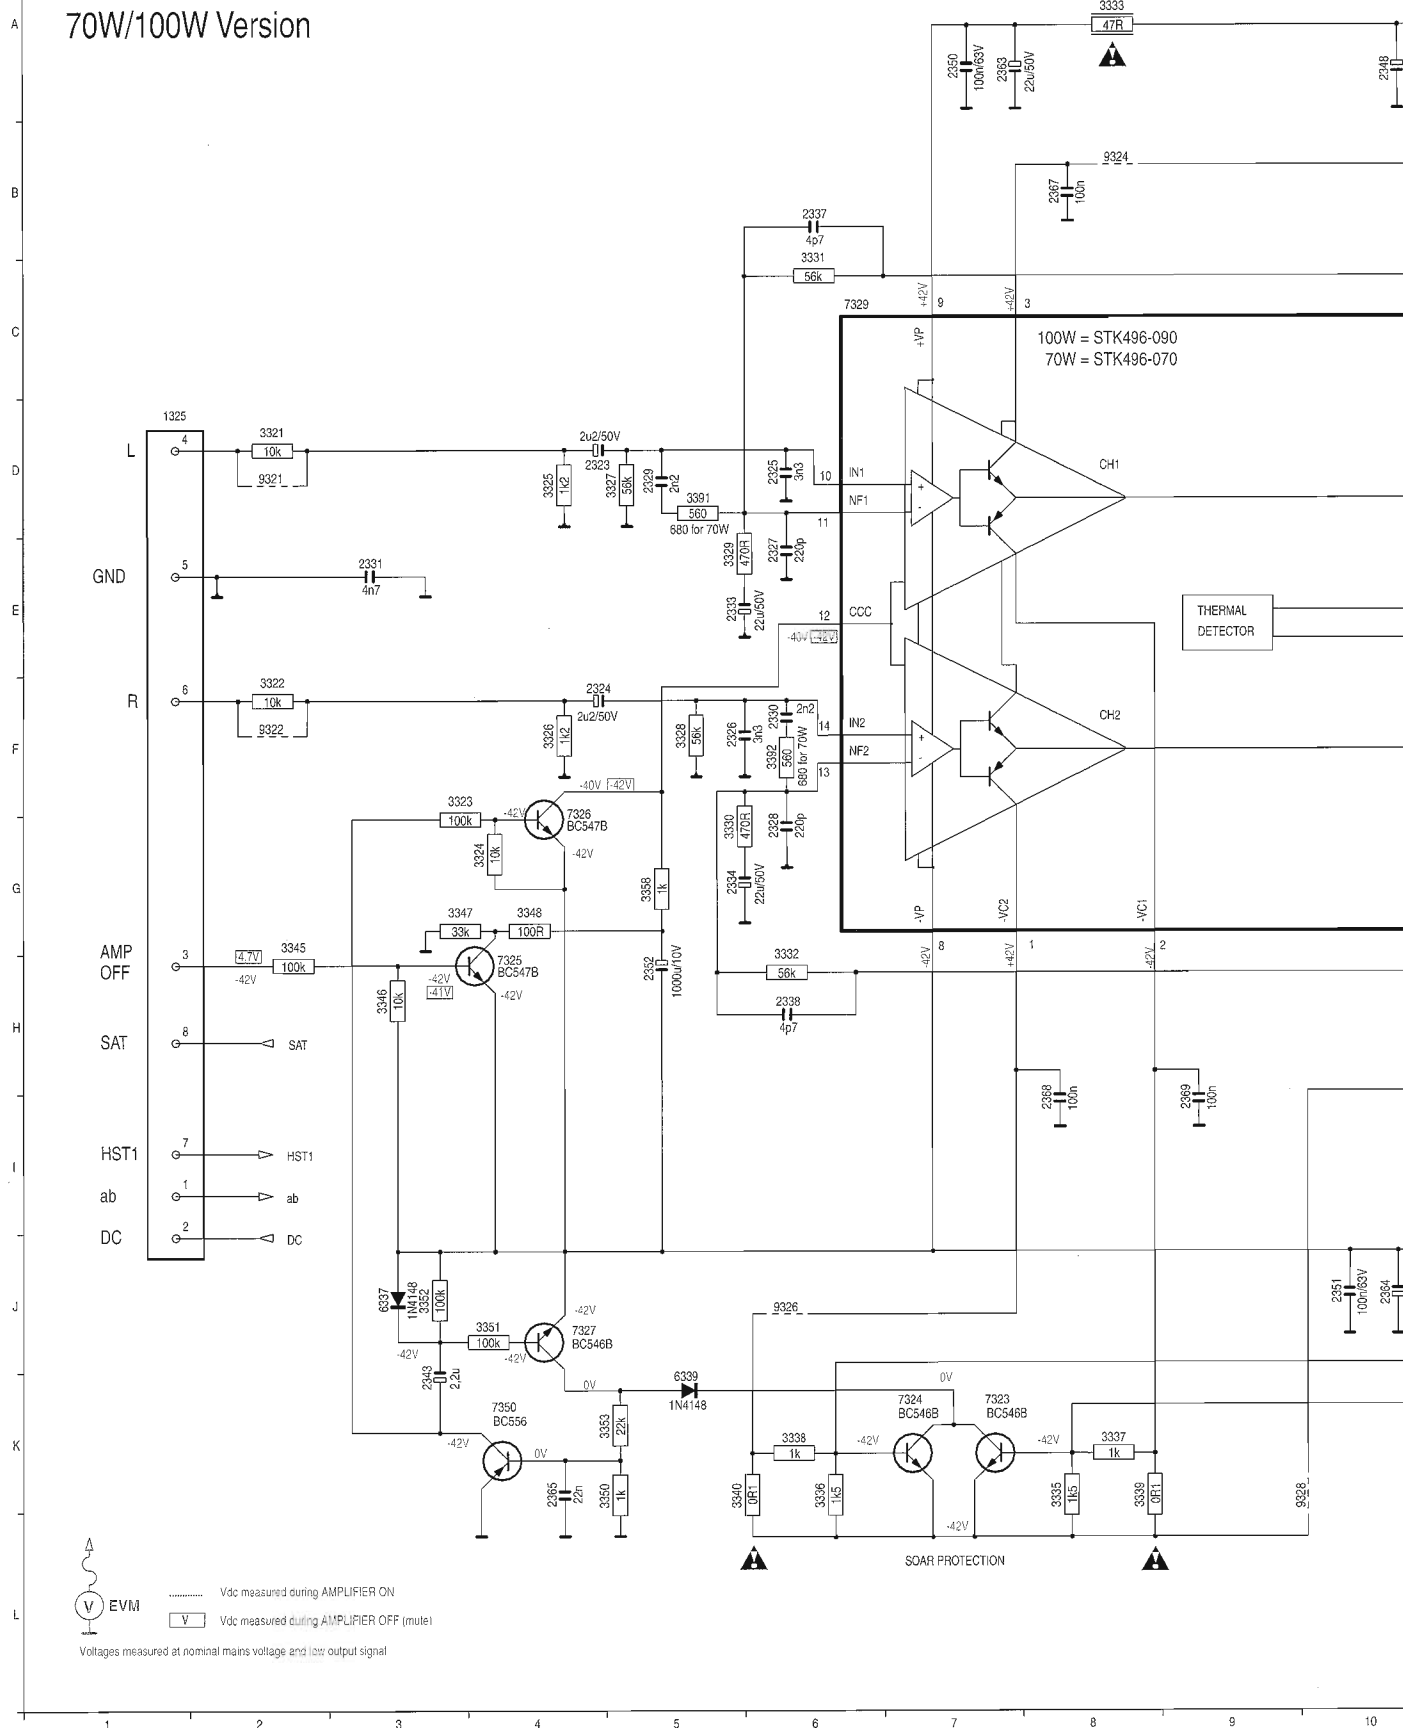 70W/100W Version
A
B
C
D
E
F
G
H
I
J
K
L
3333
47R
2350
100n/63V
2363
22u/50V
2348
9324
2367
100n
2337
4p7
3331
56k
7329
+42V
9
+42V
3
+VP
100W = STK496-090
70W = STK496-070
1325
L
4
3321
10k
9321
2u2/50V
2323
3325
1k2
3327
56k
2329
2n2
3391
560
680 for 70W
2325
3n3
10
IN1
NF1
11
CH1
+
-
3329
470R
2327
220p
GND
5
2331
4n7
2333
22u/50V
12
CCC
-40V
-42V
THERMAL
DETECTOR
R
6
3322
10k
9322
2324
2u2/50V
3326
1k2
3328
56k
2326
3n3
2330
2n2
3392
560
680 for 70W
14
IN2
NF2
13
CH2
+
-
-40V
-42V
3323
100k
-42V
7326
BC547B
3324
10k
-42V
3330
470R
2328
220p
3358
1k
2334
22u/50V
-VP
-VC2
-VC1
8
1
2
-42V
+42V
-42V
3347
33k
3348
100R
AMP
OFF
3
4.7V
-42V
3345
100k
7325
BC547B
-42V
-41V
-42V
3346
10k
2352
1000u/10V
3332
56k
2338
4p7
SAT
8
SAT
2368
100n
2369
100n
HST1
7
HST1
ab
1
ab
DC
2
DC
6337
1N4148
3352
100k
9326
2351
100n/63V
2364
-42V
3351
100k
-42V
7327
BC546B
-42V
2343
2,2u
0V
6339
1N4148
0V
7324
BC546B
7323
BC546B
7350
BC556
-42V
0V
3353
22k
3338
1k
-42V
-42V
3337
1k
2365
22n
3350
1k
3340
0R1
3336
1k5
3335
1k5
3339
0R1
9328
-42V
SOAR PROTECTION
V
EVM
Vdc measured during AMPLIFIER ON
V
Vdc measured during AMPLIFIER OFF (mute)
Voltages measured at nominal mains voltage and low output signal
1
2
3
4
5
6
7
8
9
10